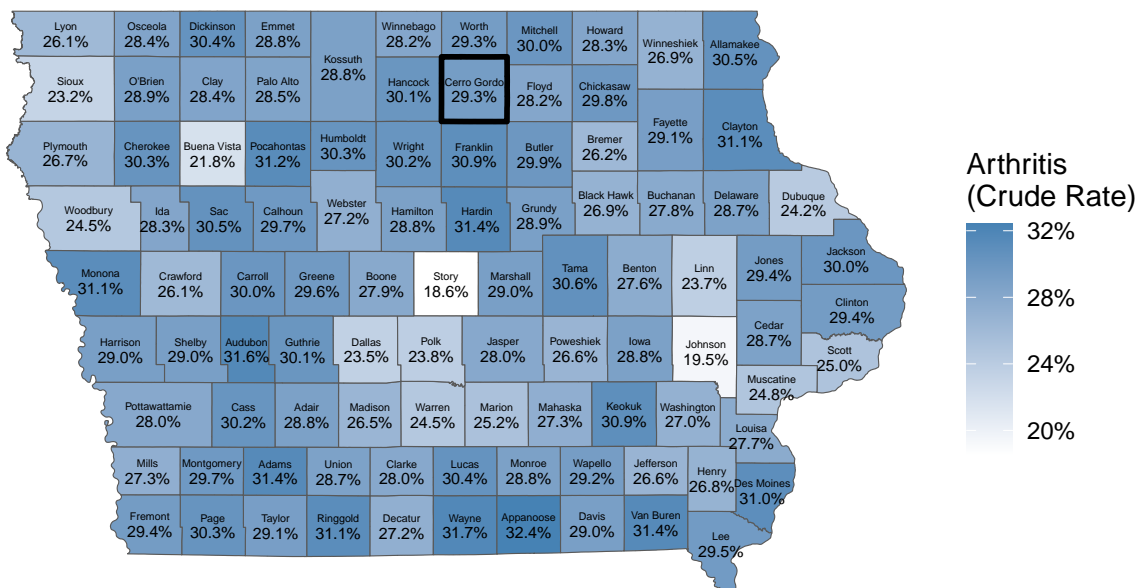 Lyon
26.1%
Osceola
28.4%
Dickinson
30.4%
Emmet
28.8%
Kossuth
28.8%
Winnebago
28.2%
Worth
29.3%
Mitchell
30.0%
Howard
28.3%
Winneshiek
26.9%
Allamakee
30.5%
Sioux
23.2%
O'Brien
28.9%
Clay
28.4%
Palo Alto
28.5%
Hancock
30.1%
Cerro Gordo
29.3%
Floyd
28.2%
Chickasaw
29.8%
Plymouth
26.7%
Cherokee
30.3%
Buena Vista
21.8%
Pocahontas
31.2%
Humboldt
30.3%
Wright
30.2%
Franklin
30.9%
Butler
29.9%
Bremer
26.2%
Fayette
29.1%
Clayton
31.1%
Woodbury
24.5%
Ida
28.3%
Sac
30.5%
Calhoun
29.7%
Webster
27.2%
Hamilton
28.8%
Hardin
31.4%
Grundy
28.9%
Black Hawk
26.9%
Buchanan
27.8%
Delaware
28.7%
Dubuque
24.2%
Monona
31.1%
Crawford
26.1%
Carroll
30.0%
Greene
29.6%
Boone
27.9%
Story
18.6%
Marshall
29.0%
Tama
30.6%
Benton
27.6%
Linn
23.7%
Jones
29.4%
Jackson
30.0%
Clinton
29.4%
Harrison
29.0%
Shelby
29.0%
Audubon
31.6%
Guthrie
30.1%
Dallas
23.5%
Polk
23.8%
Jasper
28.0%
Poweshiek
26.6%
Iowa
28.8%
Johnson
19.5%
Cedar
28.7%
Scott
25.0%
Muscatine
24.8%
Pottawattamie
28.0%
Cass
30.2%
Adair
28.8%
Madison
26.5%
Warren
24.5%
Marion
25.2%
Mahaska
27.3%
Keokuk
30.9%
Washington
27.0%
Louisa
27.7%
Mills
27.3%
Montgomery
29.7%
Adams
31.4%
Union
28.7%
Clarke
28.0%
Lucas
30.4%
Monroe
28.8%
Wapello
29.2%
Jefferson
26.6%
Henry
26.8%
Des Moines
31.0%
Fremont
29.4%
Page
30.3%
Taylor
29.1%
Ringgold
31.1%
Decatur
27.2%
Wayne
31.7%
Appanoose
32.4%
Davis
29.0%
Van Buren
31.4%
Lee
29.5%
Arthritis
(Crude Rate)
32%
28%
24%
20%